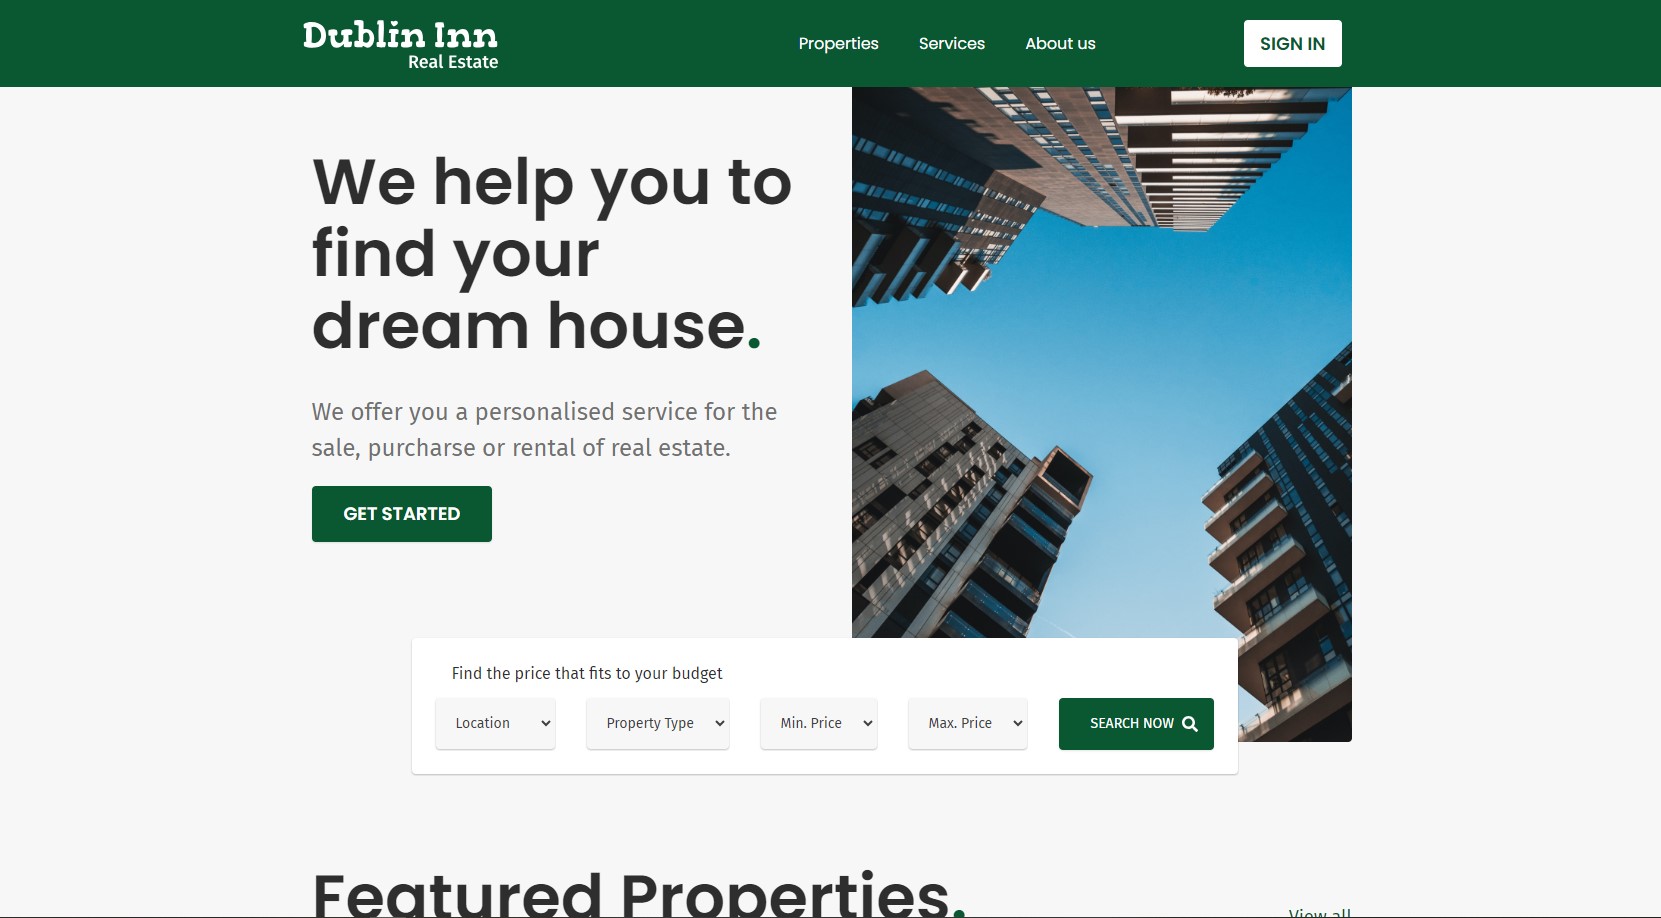 Dublin Inn
Real Estate
Properties
Services
About us
SIGN IN
We help you to
find your
dream house.
We offer you a personalised service for the
sale, purcharse or rental of real estate.
GET STARTED
Find the price that fits to your budget
Location
Property Type
Min. Price
Max. Price
SEARCH NOW
Featured Properties.
View all